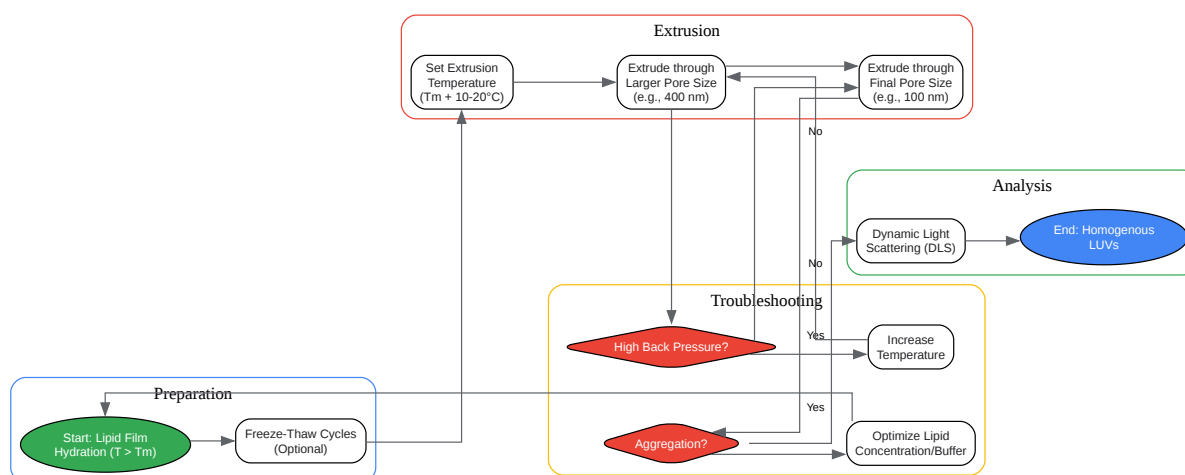 Extrusion
Set Extrusion
Temperature
(Tm + 10-20°C)
Extrude through
Larger Pore Size
(e.g., 400 nm)
Extrude through
Final Pore Size
(e.g., 100 nm)
No
Analysis
Dynamic Light
Scattering (DLS)
End: Homogenous
LUVs
No
Troubleshooting
High Back Pressure?
Yes
Increase
Temperature
Preparation
Start: Lipid Film
Hydration (T > Tm)
Freeze-Thaw Cycles
(Optional)
Yes
Aggregation?
Optimize Lipid
Concentration/Buffer